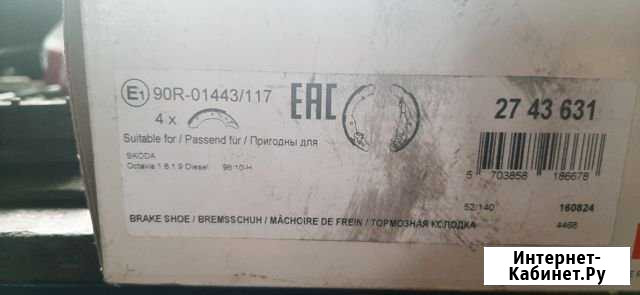 E1 90R-01443/117 EAC 27 43 631
4 x
Suitable for / Passend für / Пригодны для
SKODA
Octavia 1.6,1.9 Diesel 96:10-H
5 703858 186678
52/140 160824
BRAKE SHOE / BREMSSCHUH / MÂCHOIRE DE FREIN / ТОРМОЗНАЯ КОЛОДКА
4466
Интернет-
Кабинет.Ру